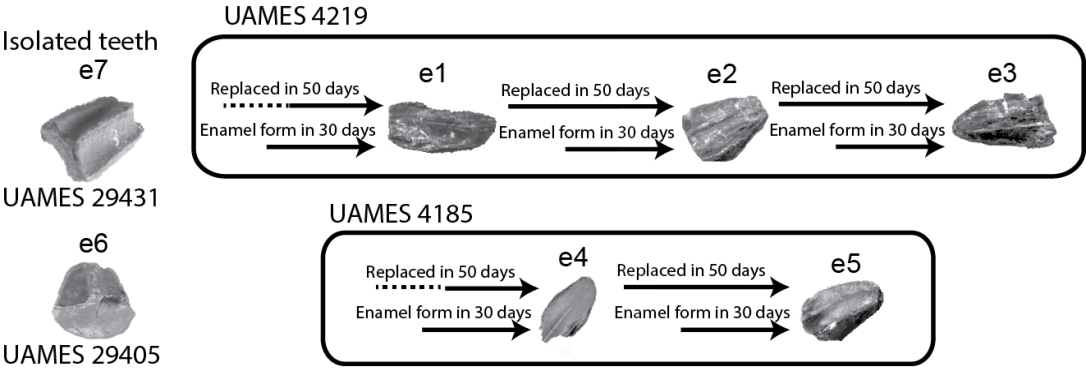 UAMES 4219
Isolated teeth
e7
e1
e2
e3
Replaced in 50 days
Replaced in 50 days
Replaced in 50 days
Enamel form in 30 days
Enamel form in 30 days
Enamel form in 30 days
UAMES 29431
UAMES 4185
e6
e4
e5
Replaced in 50 days
Replaced in 50 days
Enamel form in 30 days
Enamel form in 30 days
UAMES 29405